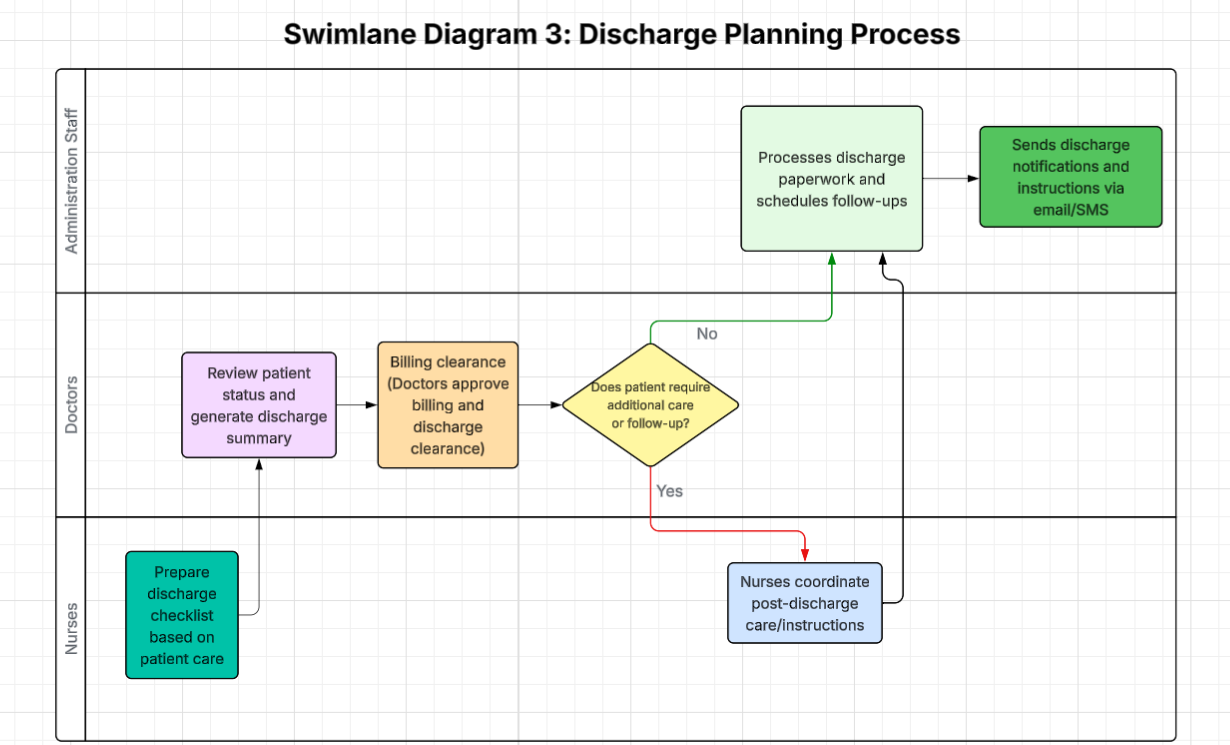 Swimlane Diagram 3: Discharge Planning Process
Administration Staff
Processes discharge
paperwork and
schedules follow-ups
Sends discharge
notifications and
instructions via
email/SMS
Doctors
Review patient
status and
generate discharge
summary
Billing clearance
(Doctors approve
billing and
discharge
clearance)
Does patient require
additional care
or follow-up?
No
Yes
Nurses
Prepare
discharge
checklist
based on
patient care
Nurses coordinate
post-discharge
care/instructions